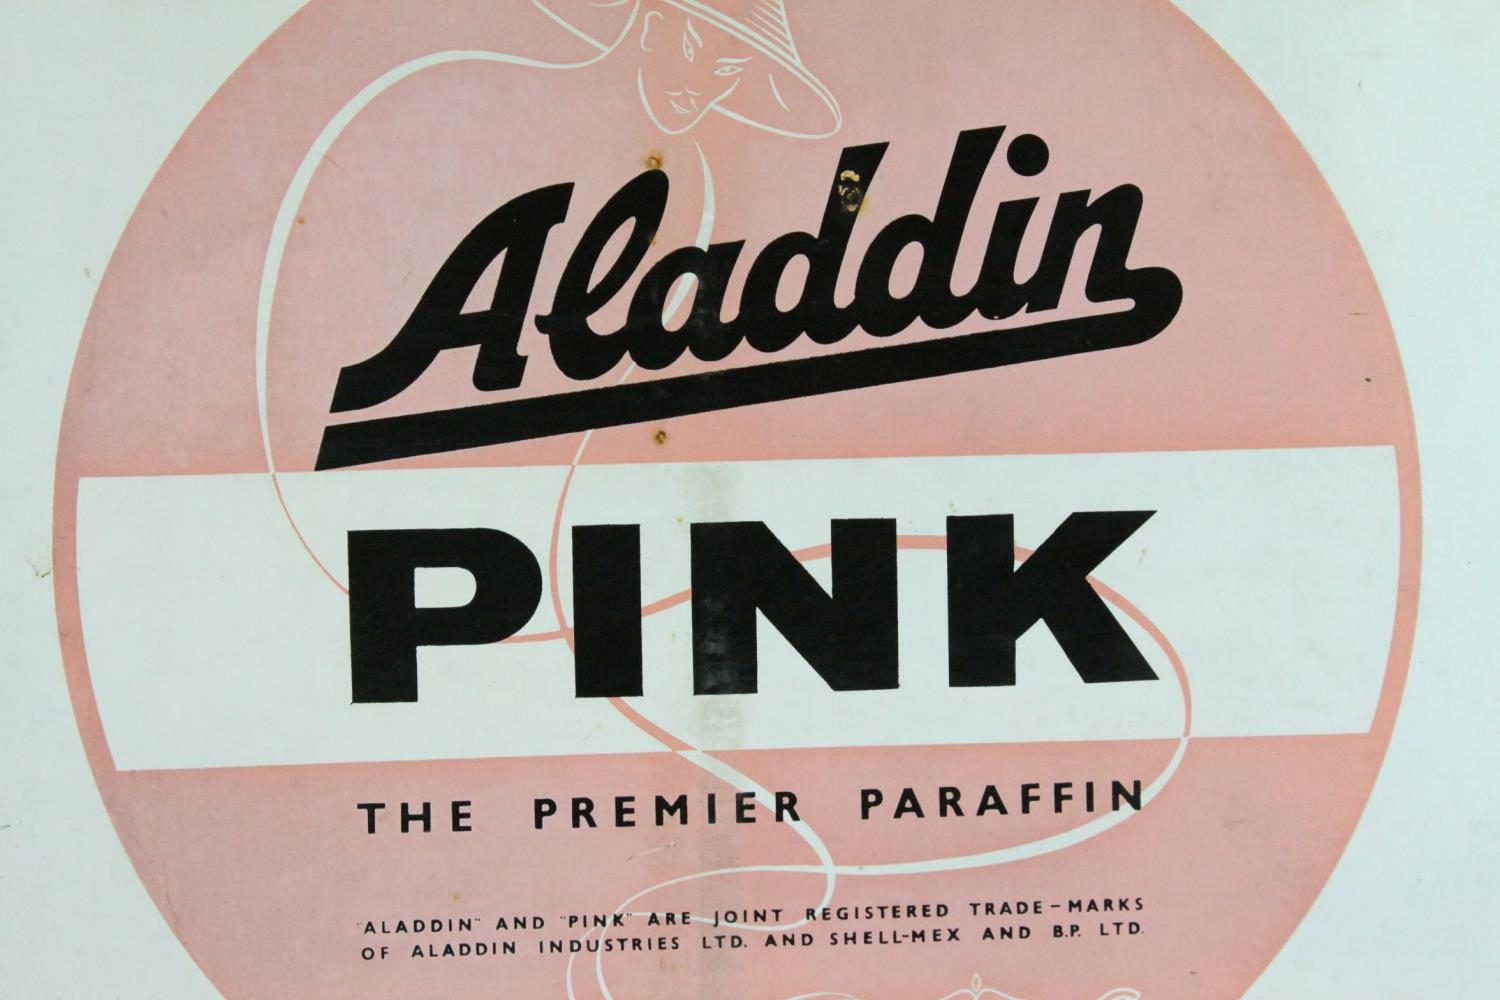 Aladdin
PINK
THE PREMIER PARAFFIN
"ALADDIN" AND "PINK" ARE JOINT REGISTERED TRADE-MARKS
OF ALADDIN INDUSTRIES LTD. AND SHELL-MEX AND B.P. LTD.